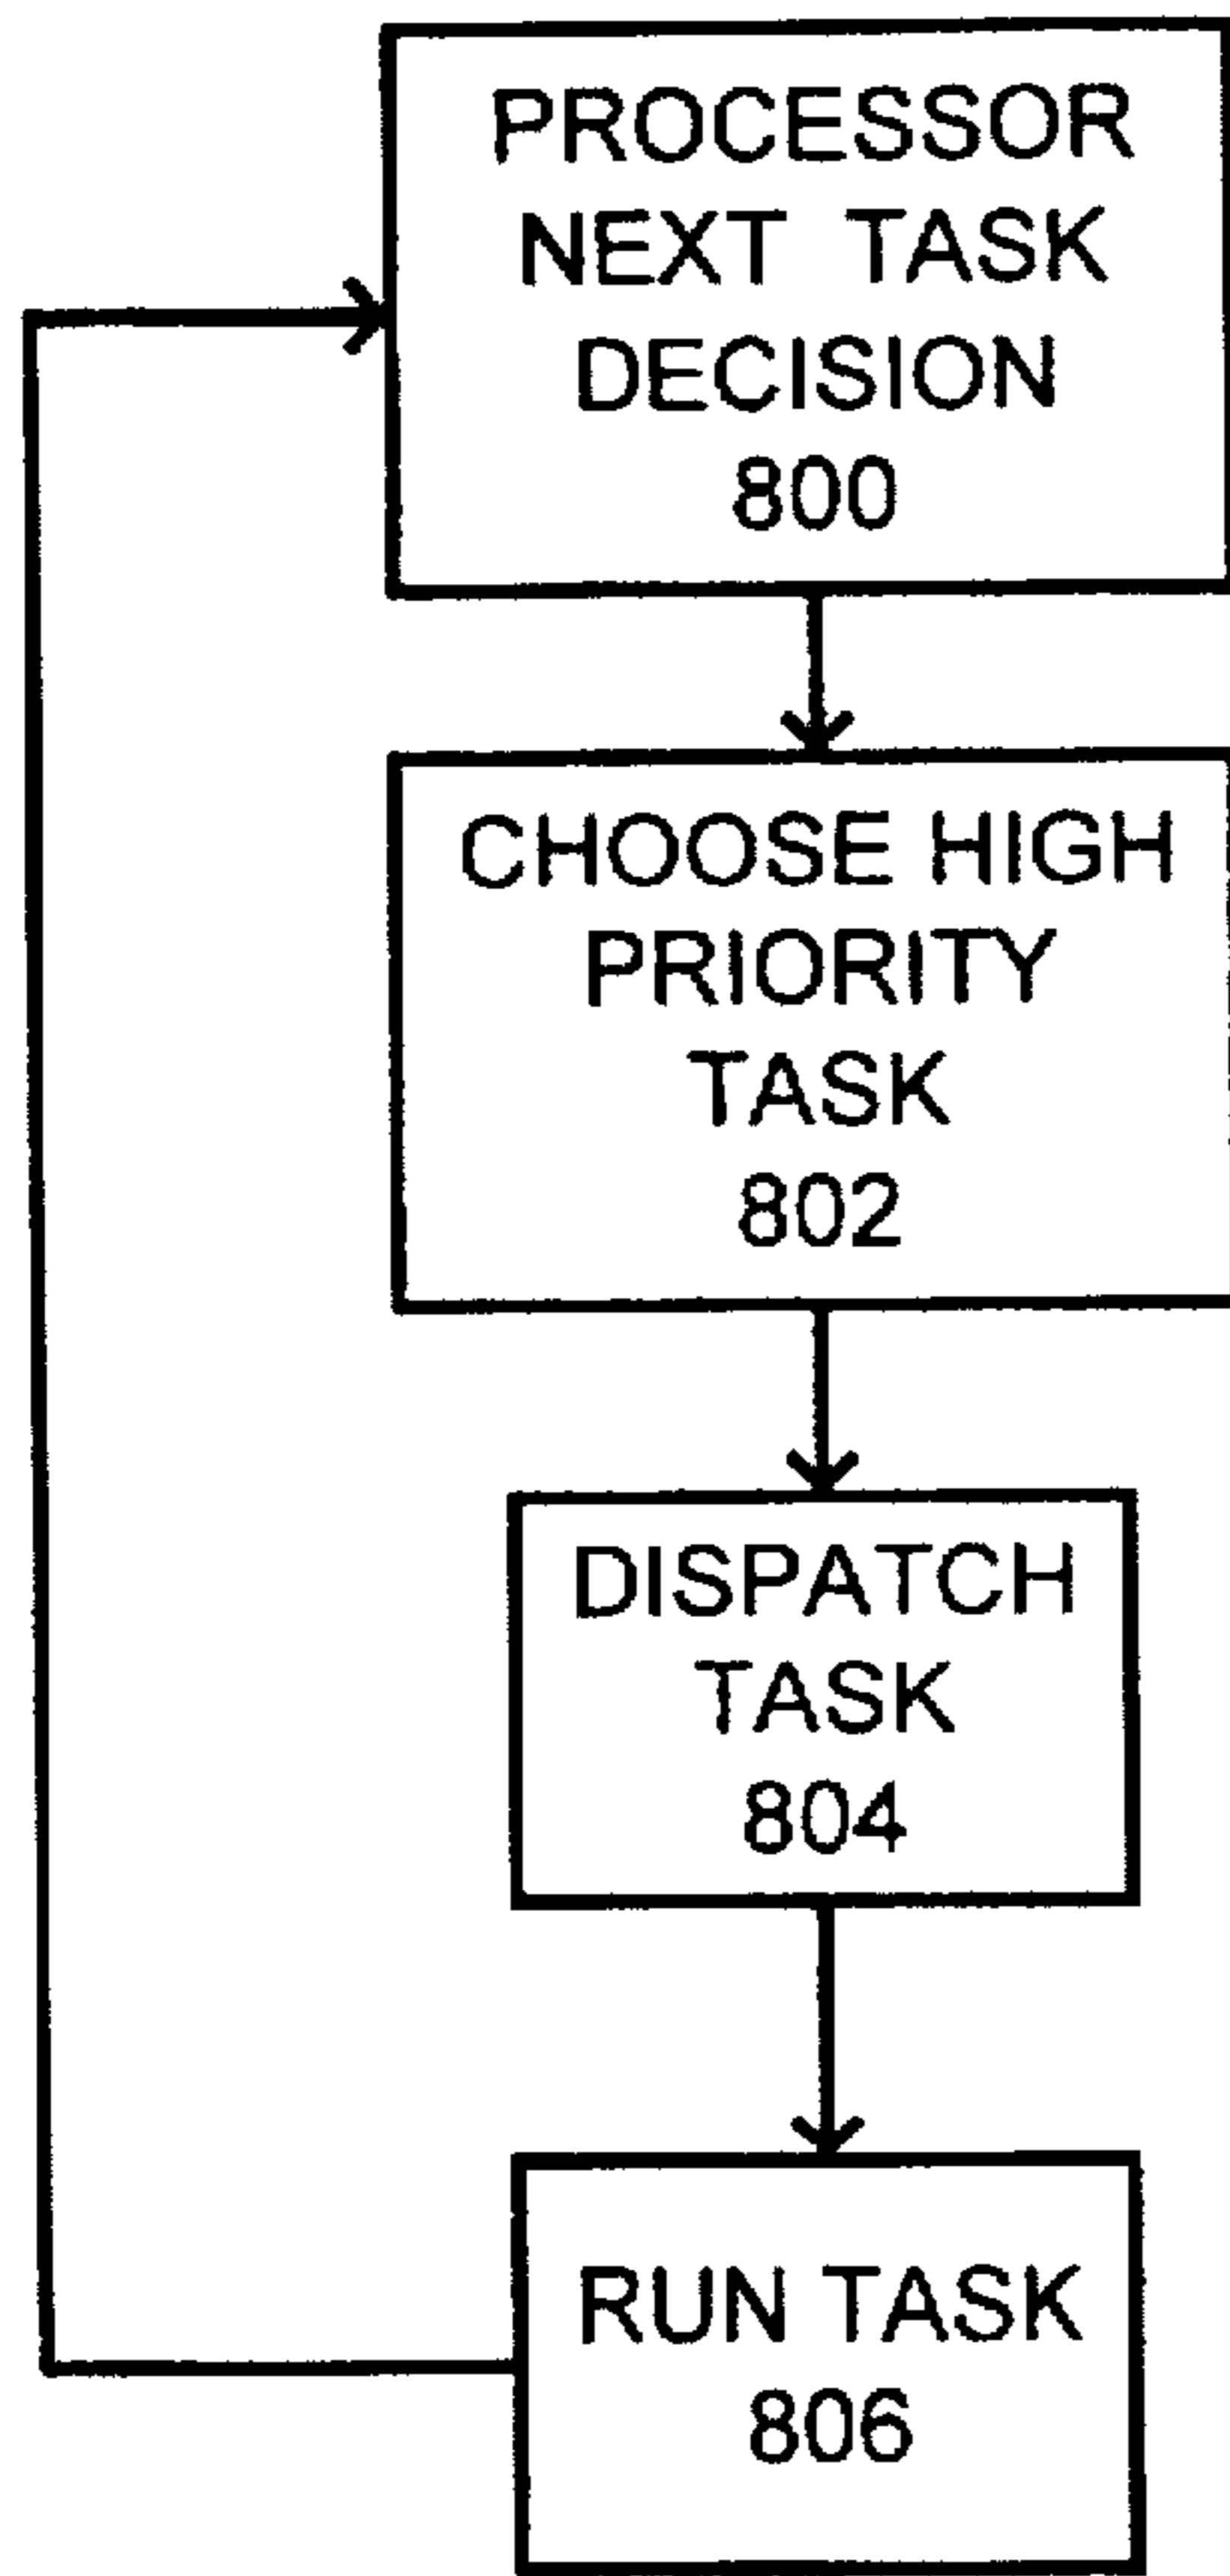 PROCESSOR
NEXT TASK
DECISION
800
CHOOSE HIGH
PRIORITY
TASK
802
DISPATCH
TASK
804
RUN TASK
806